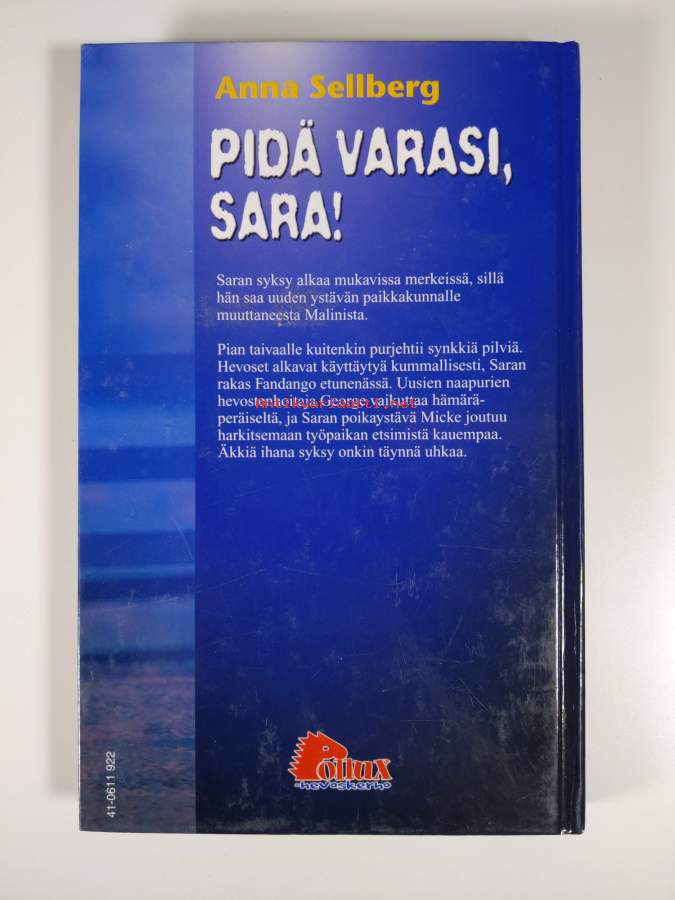 Anna Sellberg
PIDÄ VARASI,
SARA!
Saran syksy alkaa mukavissa merkeissä, sillä
hän saa uuden ystävän paikkakunnalle
muuttaneesta Malinista.
Pian taivaalle kuitenkin purjehtii synkkiä pilviä.
Hevoset alkavat käyttäytyä kummallisesti, Saran
rakas Fandango etunenässä. Uusien naapurien
hevostenhoitaja George vaikuttaa hämärä-
Antikvariaatti.net
peräiseltä, ja Saran poikaystävä Micke joutuu
harkitsemaan työpaikan etsimistä kauempaa.
Äkkiä ihana syksy onkin täynnä uhkaa.
Pollux
-hevoskerho
41-0611 922